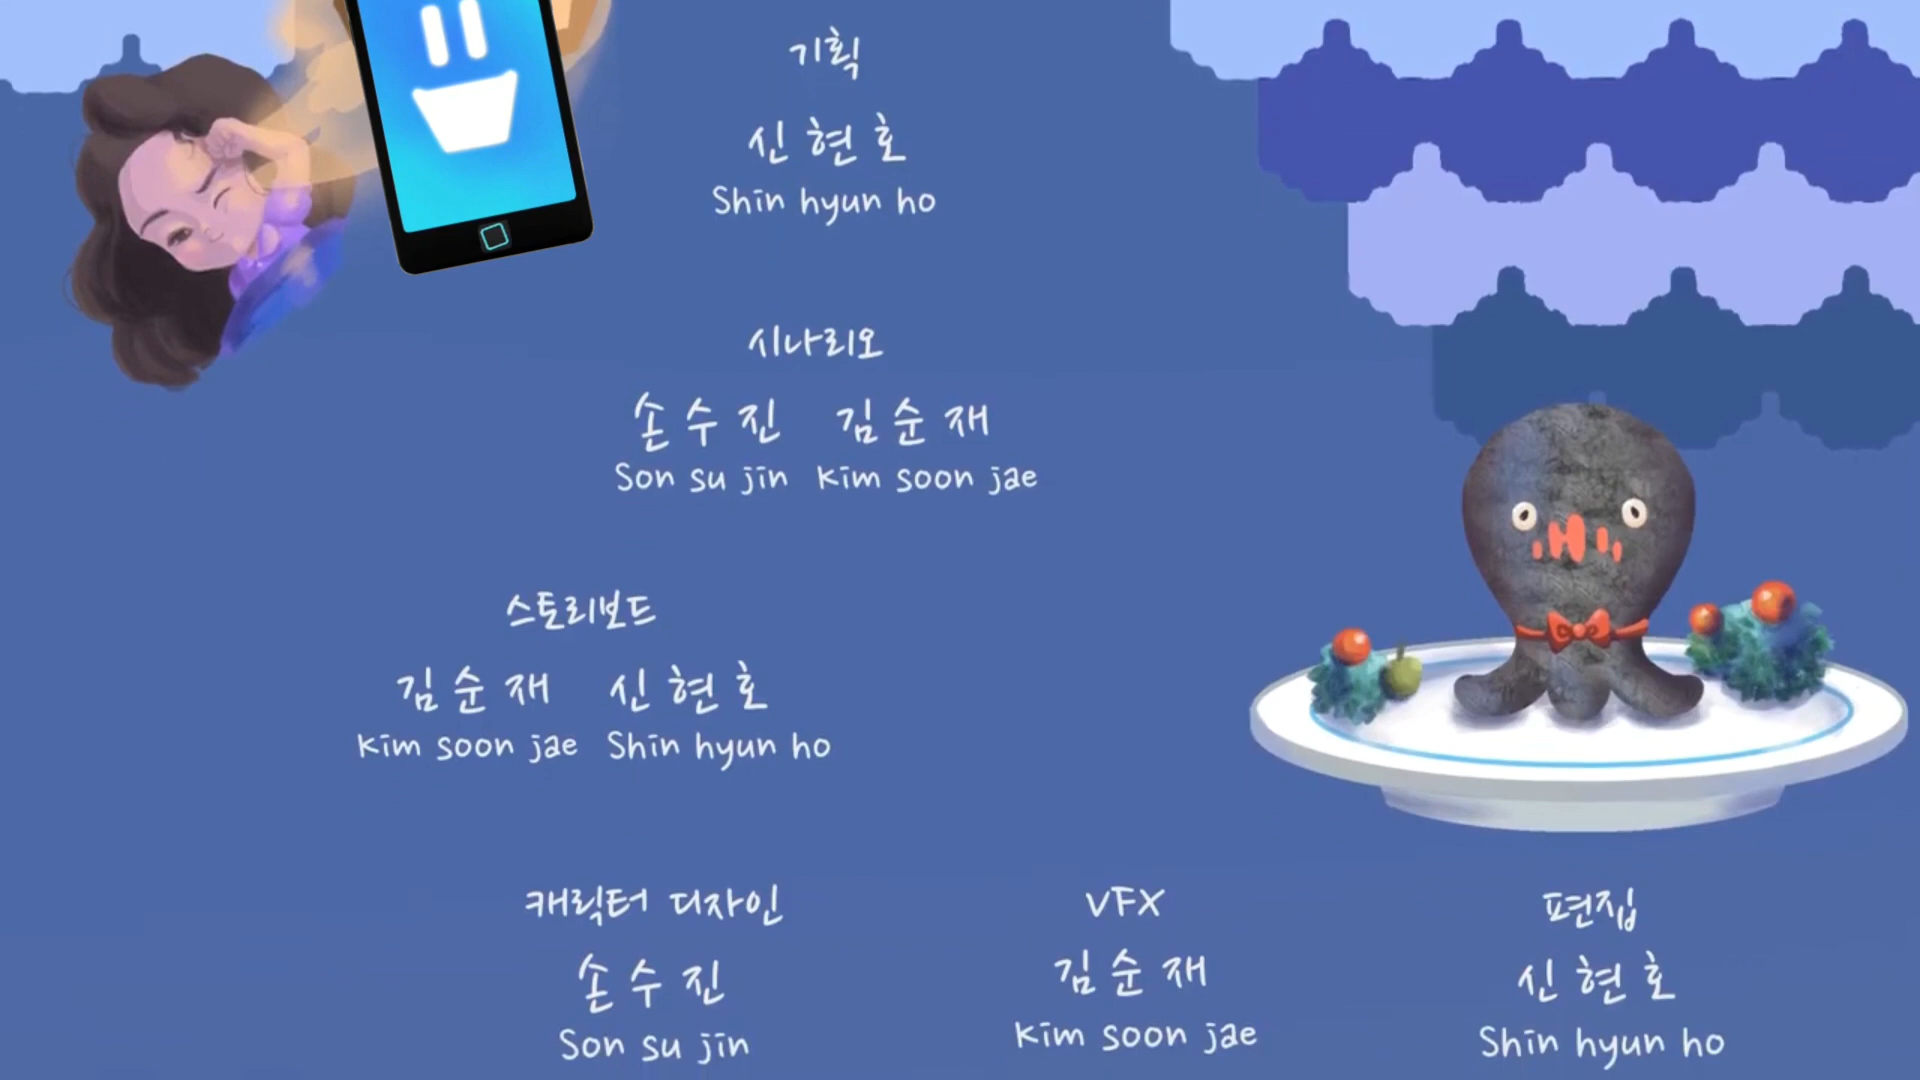 기획
신현호
Shin hyun ho
시나리오
손수진 김순재
Son su jin Kim soon jae
스토리보드
김순재 신현호
Kim soon jae Shin hyun ho
캐릭터 디자인
손수진
Son su jin
VFX
김순재
Kim soon jae
편집
신현호
Shin hyun ho